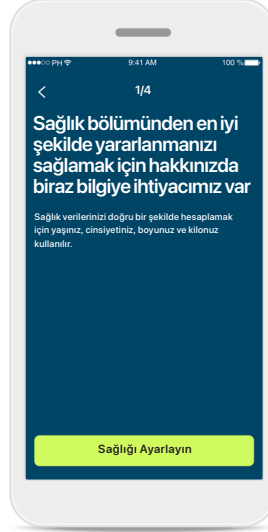 ●●●○○ PH 9:41 AM 100 %
1/4
Sağlık bölümünden en iyi
şekilde yararlanmanızı
sağlamak için hakkınızda
biraz bilgiye ihtiyacımız var
Sağlık verilerinizi doğru bir şekilde hesaplamak
için yaşınız, cinsiyetiniz, boyunuz ve kilonuz
kullanılır.
Sağlığı Ayarlayın